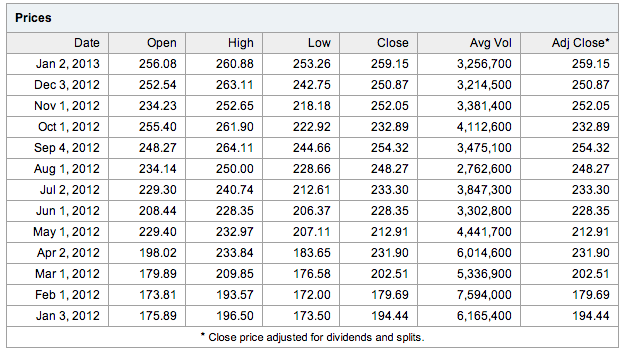 Prices
Date Open High Low Close Avg Vol Adj Close*
Jan 2, 2013 256.08 260.88 253.26 259.15 3,256,700 259.15
Dec 3, 2012 252.54 263.11 242.75 250.87 3,214,500 250.87
Nov 1, 2012 234.23 252.65 218.18 252.05 3,381,400 252.05
Oct 1, 2012 255.40 261.90 222.92 232.89 4,112,600 232.89
Sep 4, 2012 248.27 264.11 244.66 254.32 3,475,100 254.32
Aug 1, 2012 234.14 250.00 228.66 248.27 2,762,600 248.27
Jul 2, 2012 229.30 240.74 212.61 233.30 3,847,300 233.30
Jun 1, 2012 208.44 228.35 206.37 228.35 3,302,800 228.35
May 1, 2012 229.40 232.97 207.11 212.91 4,441,700 212.91
Apr 2, 2012 198.02 233.84 183.65 231.90 6,014,600 231.90
Mar 1, 2012 179.89 209.85 176.58 202.51 5,336,900 202.51
Feb 1, 2012 173.81 193.57 172.00 179.69 7,594,000 179.69
Jan 3, 2012 175.89 196.50 173.50 194.44 6,165,400 194.44
* Close price adjusted for dividends and splits.